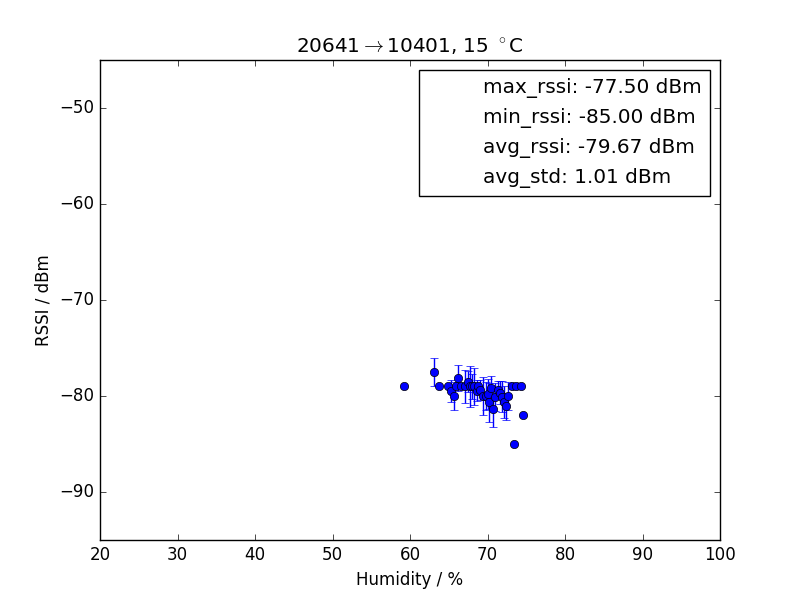 20641→10401, 15 °C
max_rssi: -77.50 dBm
min_rssi: -85.00 dBm
avg_rssi: -79.67 dBm
avg_std: 1.01 dBm
RSSI / dBm
−50
−60
−70
−80
−90
20 30 40 50 60 70 80 90 100
Humidity / %